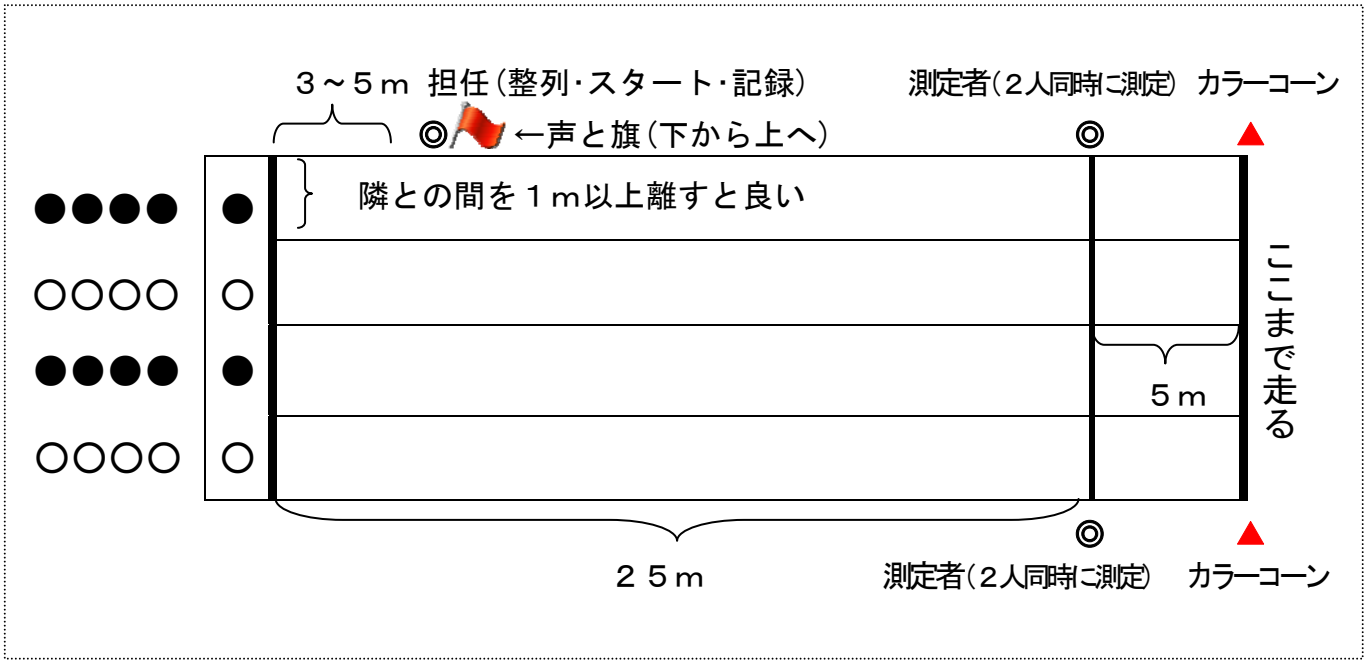 ３～５ｍ 担任（整列・スタート・記録）
測定者（２人同時に測定） カラーコーン
←声と旗（下から上へ）
隣との間を１ｍ以上離すと良い
ここまで走る
５ｍ
２５ｍ
測定者（２人同時に測定） カラーコーン